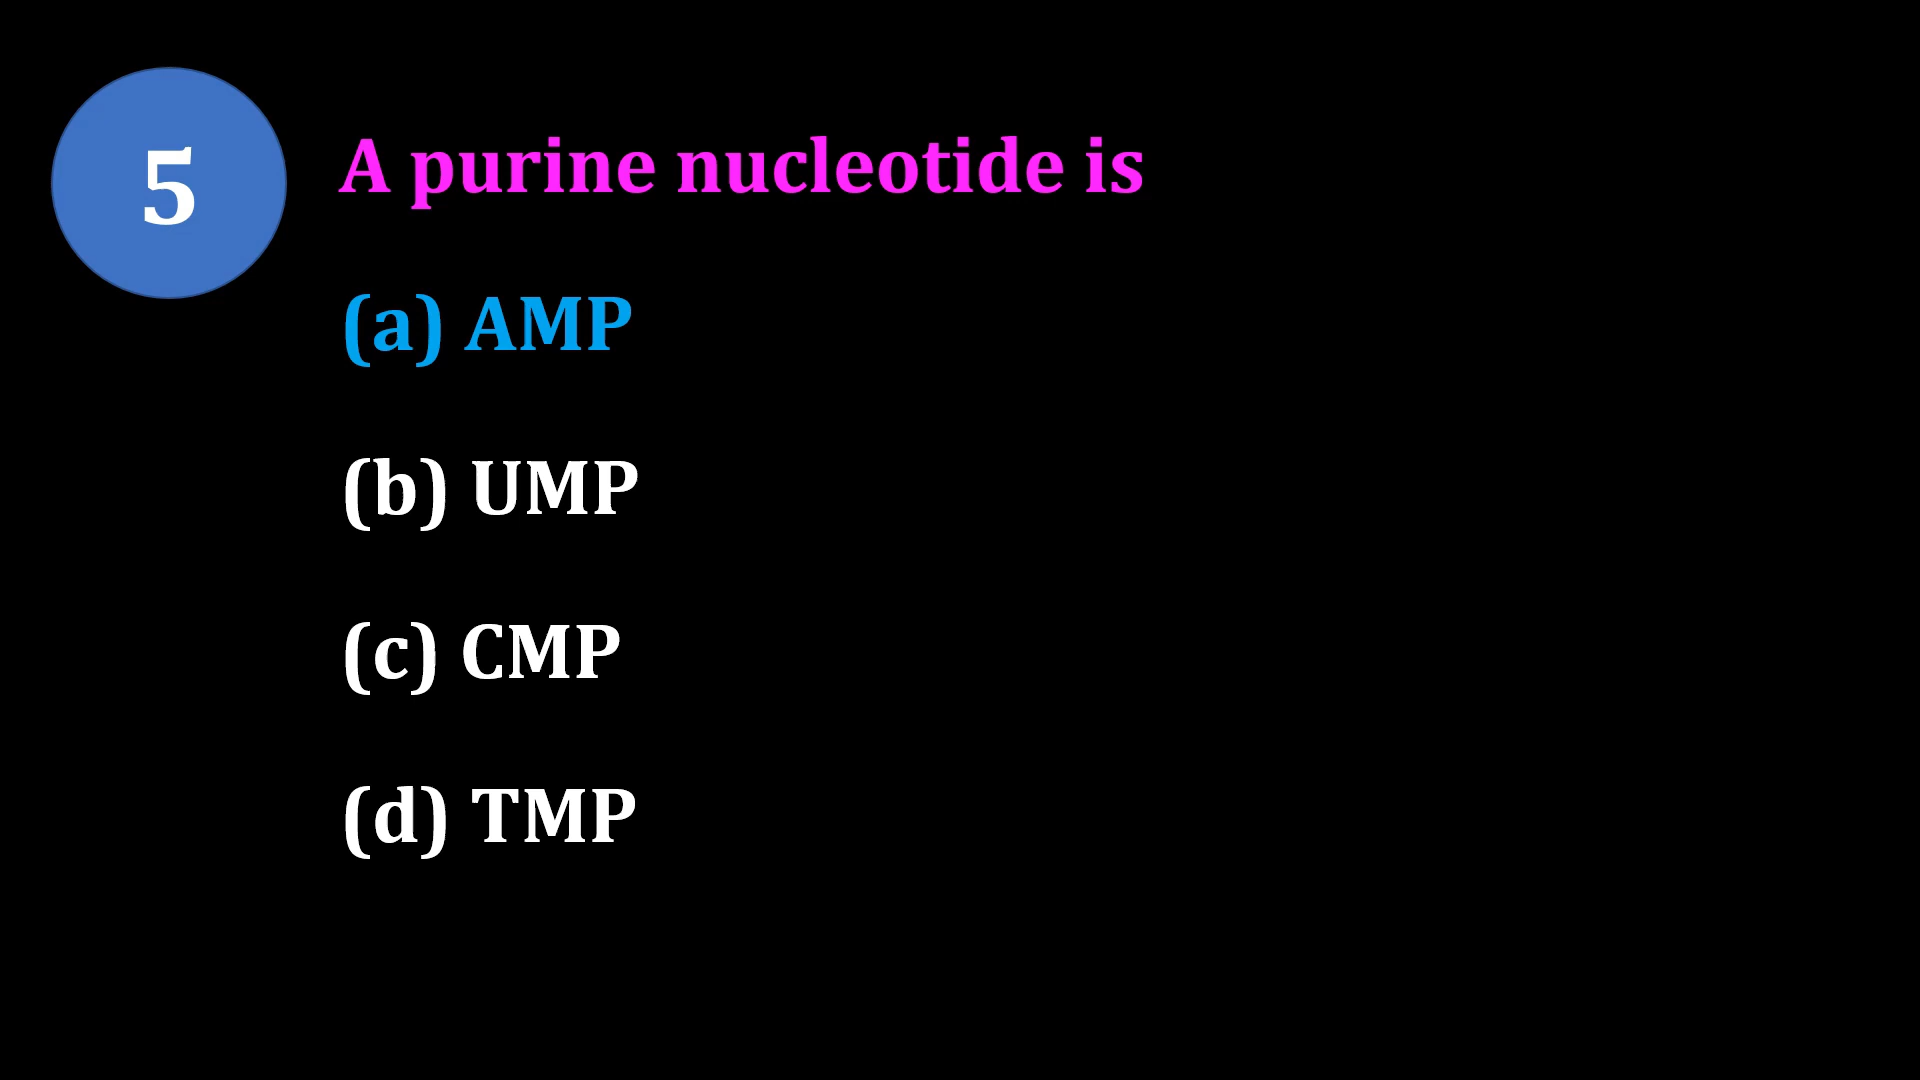 5
A purine nucleotide is
(a) AMP
(b) UMP
(c) CMP
(d) TMP